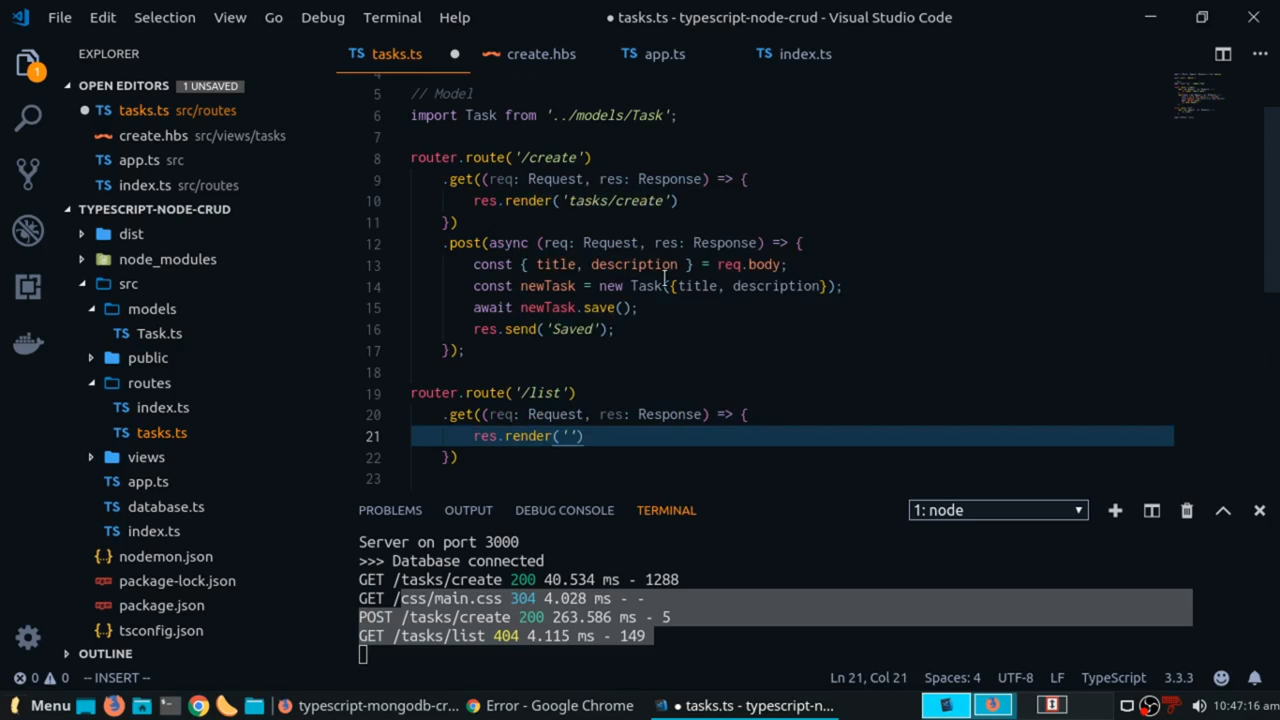 File Edit Selection View Go Debug Terminal Help
● tasks.ts - typescript-node-crud - Visual Studio Code
EXPLORER
OPEN EDITORS 1 UNSAVED
tasks.ts src/routes
create.hbs src/views/tasks
app.ts src
TS index.ts src/routes
TYPESCRIPT-NODE-CRUD
dist
node_modules
src
models
TS Task.ts
public
routes
TS index.ts
TS tasks.ts
views
TS app.ts
TS database.ts
TS index.ts
{} nodemon.json
package-lock.json
package.json
tsconfig.json
OUTLINE
1
TS tasks.ts
create.hbs
TS app.ts
TS index.ts
4
5 // Model
6 import Task from '../models/Task';
7
8 router.route('/create')
9 .get((req: Request, res: Response) => {
10 res.render('tasks/create')
11 })
12 .post(async (req: Request, res: Response) => {
13 const { title, description } = req.body;
14 const newTask = new Task({title, description});
15 await newTask.save();
16 res.send('Saved');
17 });
18
19 router.route('/list')
20 .get((req: Request, res: Response) => {
21 res.render('')
22 })
23
PROBLEMS OUTPUT DEBUG CONSOLE TERMINAL 1: node
Server on port 3000
>>> Database connected
GET /tasks/create 200 40.534 ms - 1288
GET /css/main.css 304 4.028 ms - -
POST /tasks/create 200 263.586 ms - 5
GET /tasks/list 404 4.115 ms - 149
0 0 -- INSERT -- Ln 21, Col 21 Spaces: 4 UTF-8 LF TypeScript 3.3.3
Menu typescript-mongodb-cr... Error - Google Chrome ● tasks.ts - typescript-n... 10:47:16 am